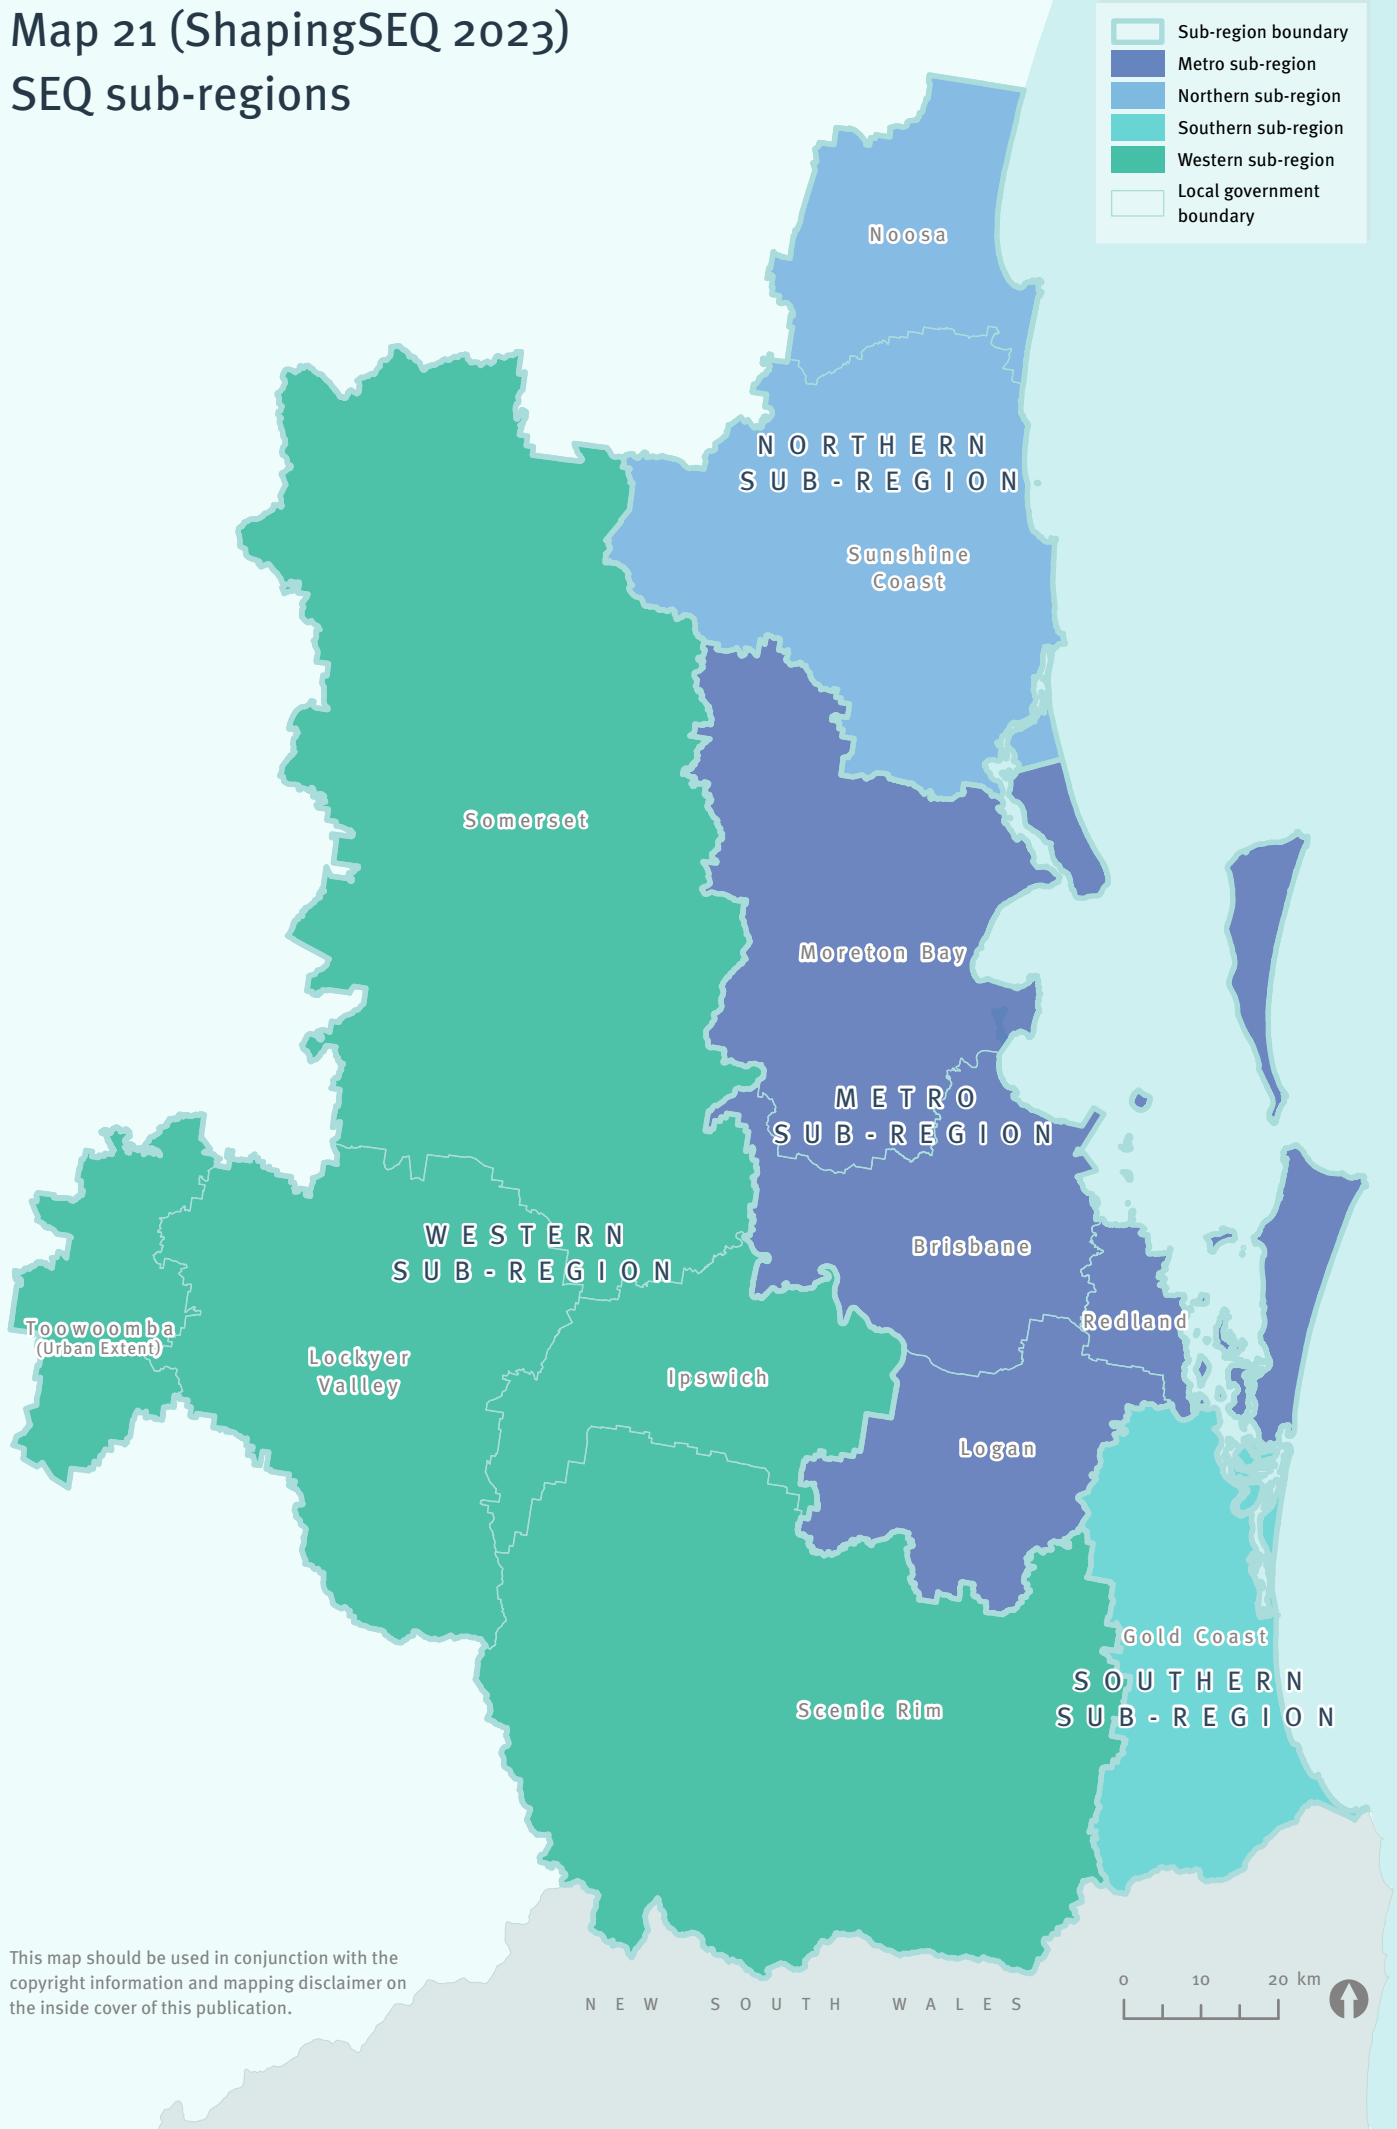 Map 21 (ShapingSEQ 2023)
SEQ sub-regions
Sub-region boundary
Metro sub-region
Northern sub-region
Southern sub-region
Western sub-region
Local government
boundary
Noosa
NORTHERN
SUB-REGION
Sunshine
Coast
Somerset
Moreton Bay
METRO
SUB-REGION
WESTERN
SUB-REGION
Brisbane
Redland
Toowoomba
(Urban Extent)
Lockyer
Valley
Ipswich
Logan
Gold Coast
SOUTHERN
SUB-REGION
Scenic Rim
This map should be used in conjunction with the
copyright information and mapping disclaimer on
the inside cover of this publication.
NEW SOUTH WALES
0 10 20 km